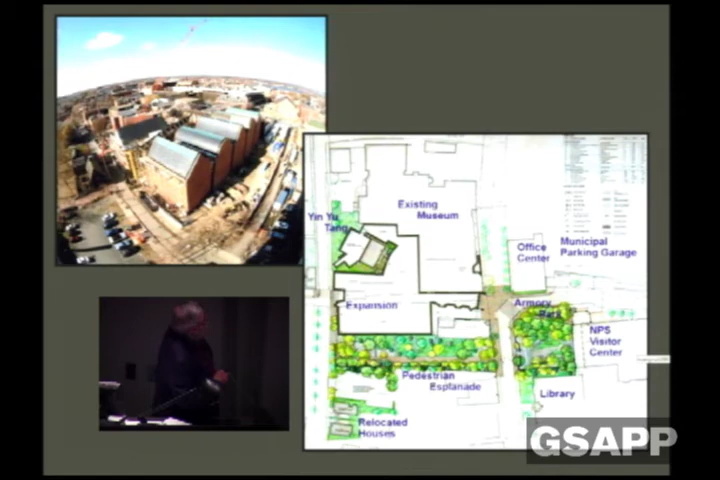 Existing
Museum
Yin Yu
Tang
Office
Center
Municipal
Parking Garage
Expansion
Armory
Park
NPS
Visitor
Center
Pedestrian
Esplanade
Library
Relocated
Houses
GSAPP